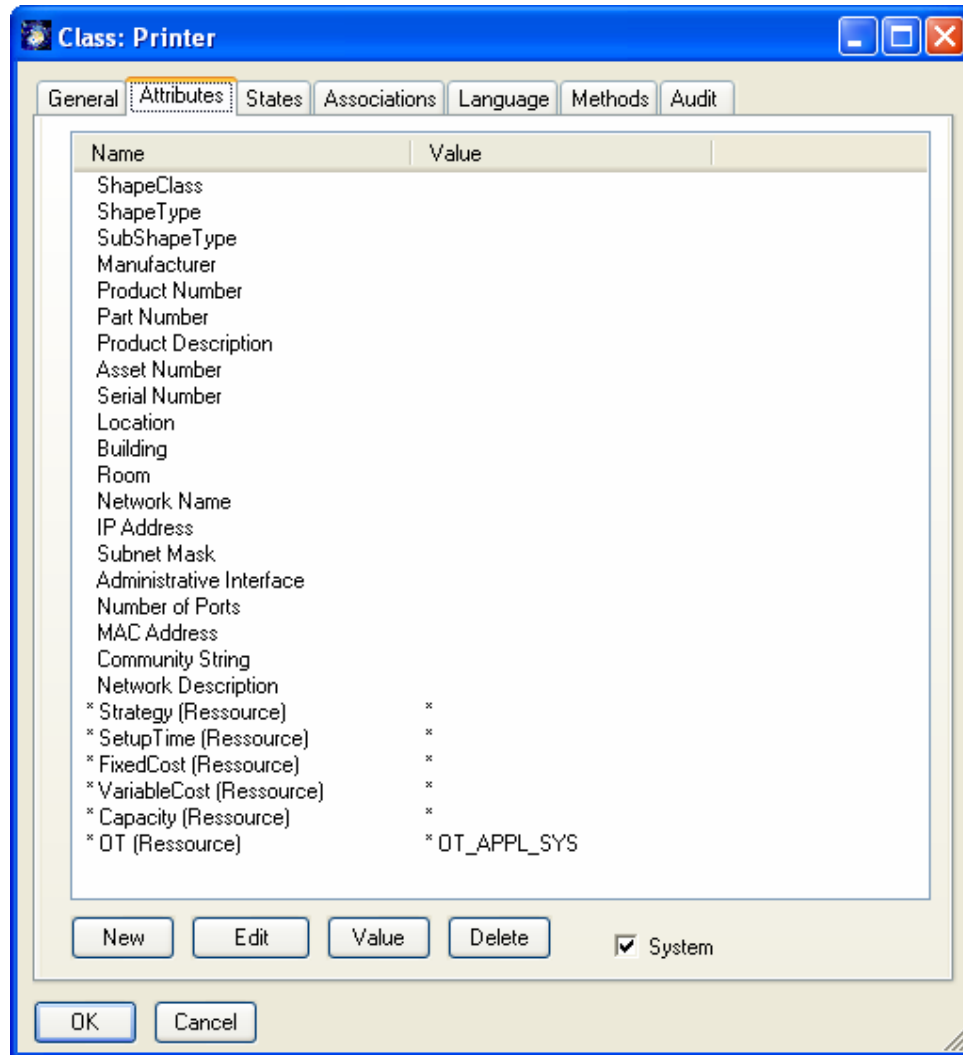 Class: Printer
General Attributes States Associations Language Methods Audit
Name Value
ShapeClass
ShapeType
SubShapeType
Manufacturer
Product Number
Part Number
Product Description
Asset Number
Serial Number
Location
Building
Room
Network Name
IP Address
Subnet Mask
Administrative Interface
Number of Ports
MAC Address
Community String
Network Description
* Strategy (Ressource) *
* SetupTime (Ressource) *
* FixedCost (Ressource) *
* VariableCost (Ressource) *
* Capacity (Ressource) *
* OT (Ressource) * OT_APPL_SYS
New Edit Value Delete System
OK Cancel